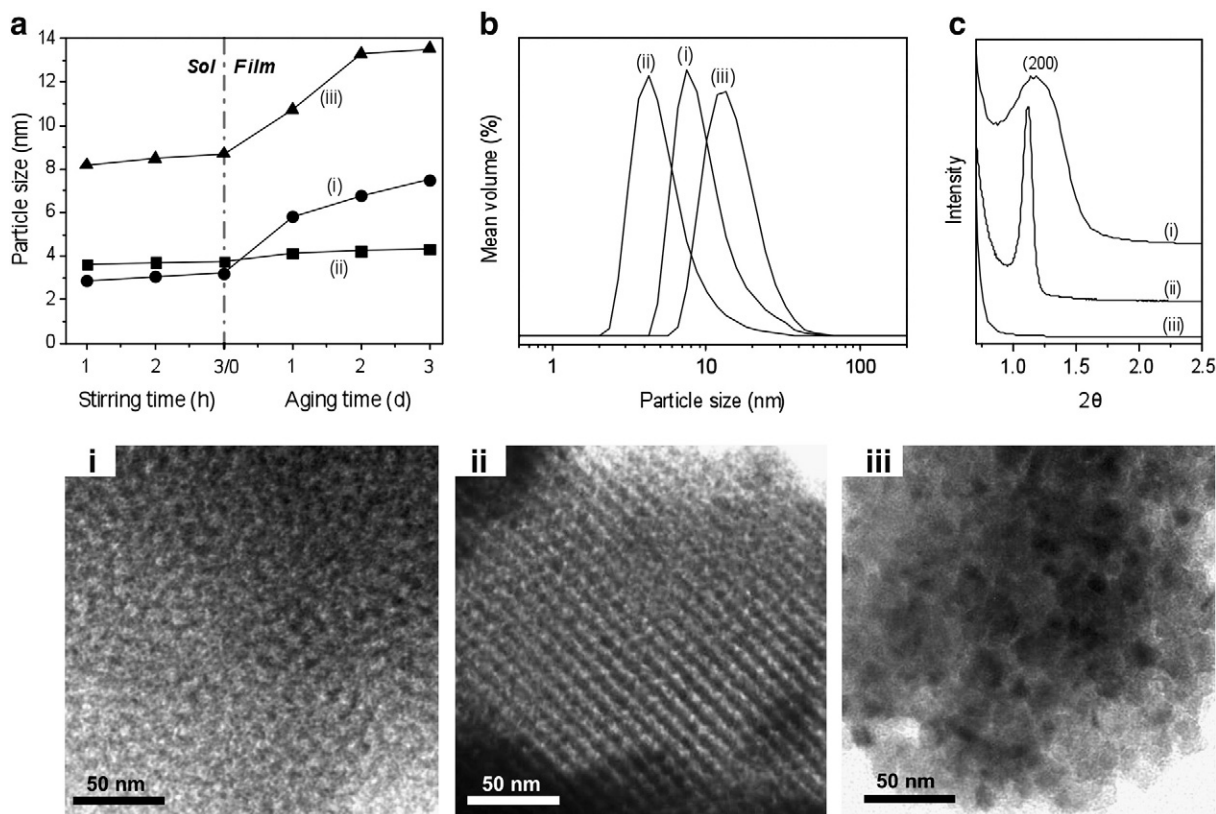 a
14
12
10
8
6
4
2
0
Particle size (nm)
Sol Film
(iii)
(i)
(ii)
1 2 3/0 1 2 3
Stirring time (h) Aging time (d)
b
(ii) (i) (iii)
Mean volume (%)
1 10 100
Particle size (nm)
c
(200)
Intensity
(i)
(ii)
(iii)
1.0 1.5 2.0 2.5
2θ
i
50 nm
ii
50 nm
iii
50 nm